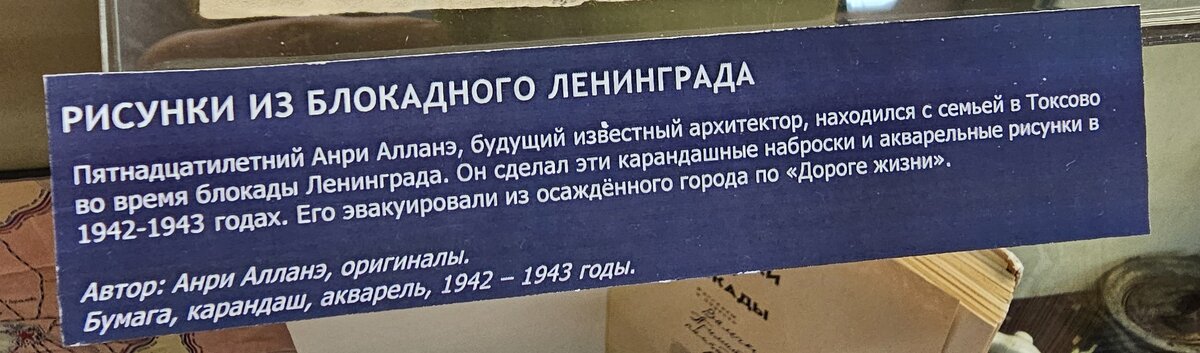 РИСУНКИ ИЗ БЛОКАДНОГО ЛЕНИНГРАДА
Пятнадцатилетний Анри Алланэ, будущий известный архитектор, находился с семьей в Токсово
во время блокады Ленинграда. Он сделал эти карандашные наброски и акварельные рисунки в
1942-1943 годах. Его эвакуировали из осаждённого города по «Дороге жизни».
Автор: Анри Алланэ, оригиналы.
Бумага, карандаш, акварель, 1942 – 1943 годы.